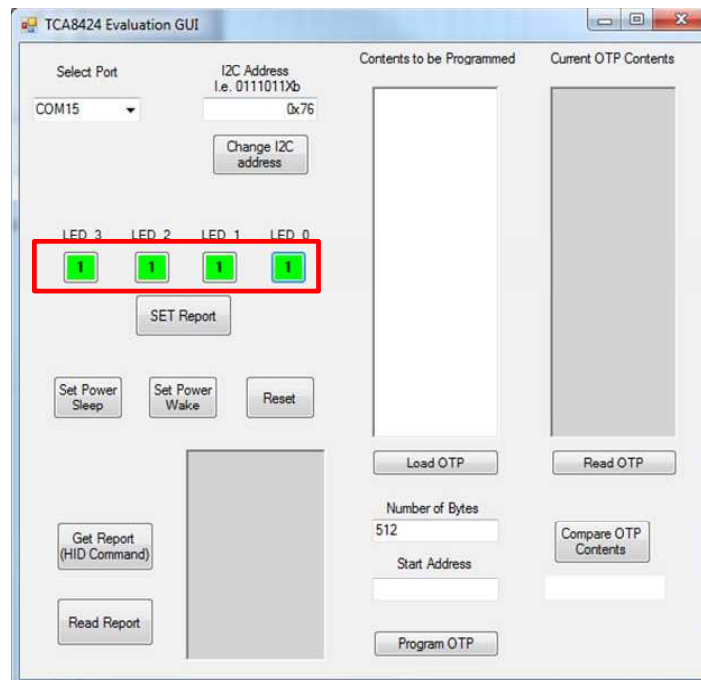 TCA8424 Evaluation GUI
Select Port
I2C Address
I.e. 0111011Xb
COM15
0x76
Change I2C
address
LED_3 LED_2 LED_1 LED_0
1 1 1 1
SET Report
Set Power
Sleep
Set Power
Wake
Reset
Get Report
(HID Command)
Read Report
Contents to be Programmed
Load OTP
Number of Bytes
512
Start Address
Program OTP
Current OTP Contents
Read OTP
Compare OTP
Contents